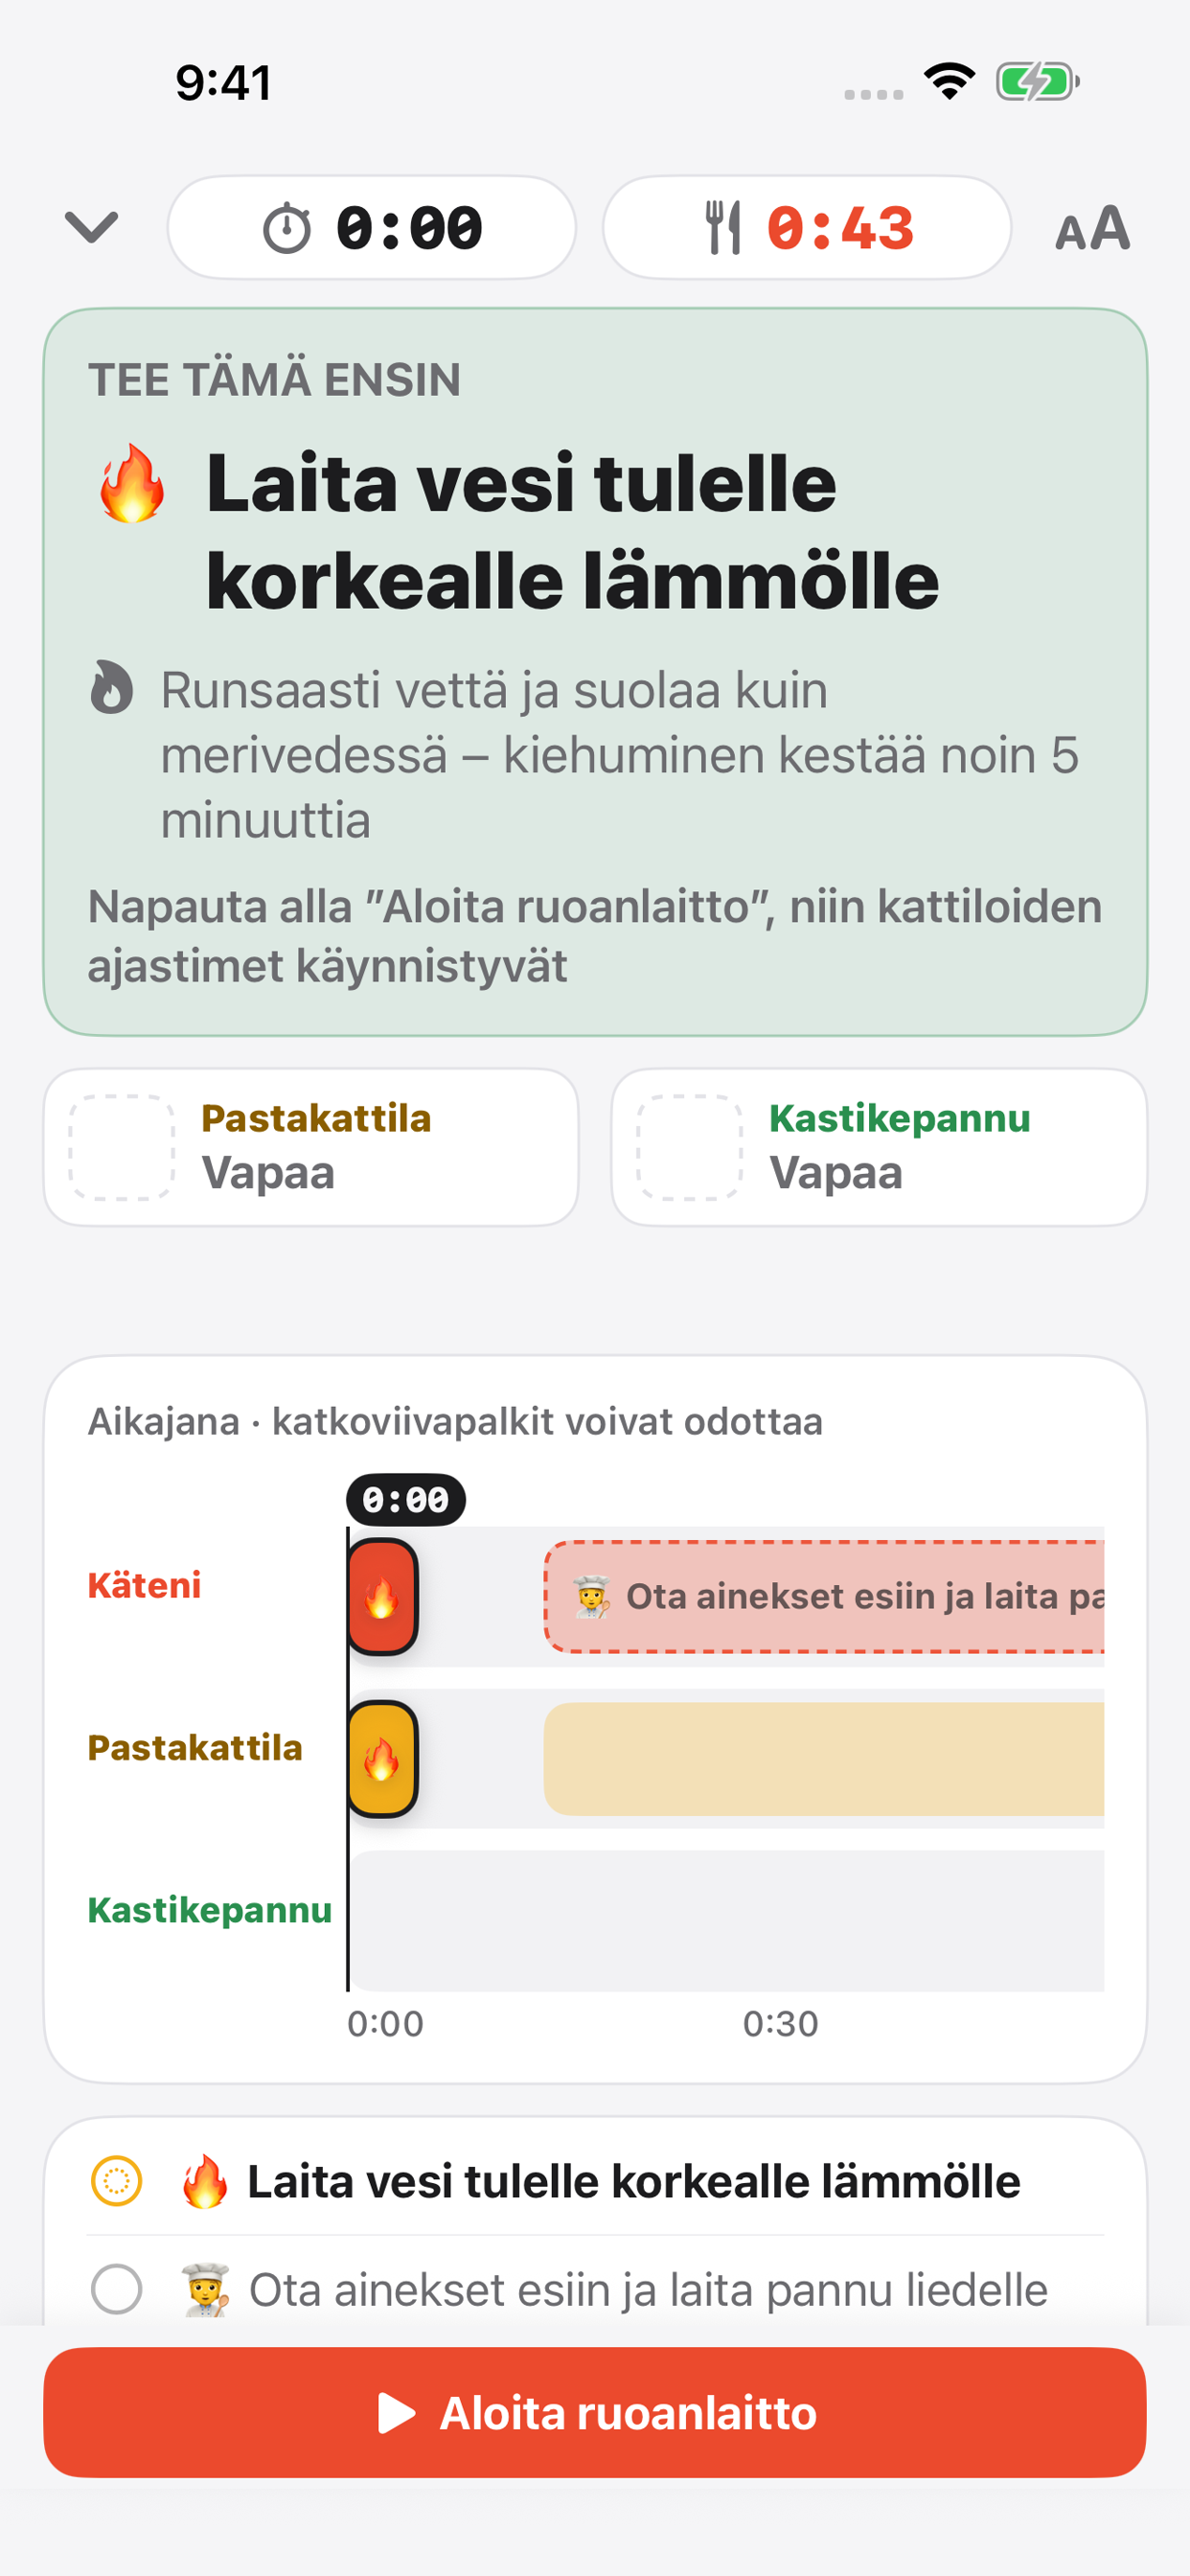 9:41
0:00
0:43
AA
TEE TÄMÄ ENSIN
Laita vesi tulelle
korkealle lämmölle
Runsaasti vettä ja suolaa kuin
merivedessä – kiehuminen kestää noin 5
minuuttia
Napauta alla ”Aloita ruoanlaitto”, niin kattiloiden
ajastimet käynnistyvät
Pastakattila
Vapaa
Kastikepannu
Vapaa
Aikajana · katkoviivapalkit voivat odottaa
0:00
Käteni
Ota ainekset esiin ja laita pa
Pastakattila
Kastikepannu
0:00
0:30
Laita vesi tulelle korkealle lämmölle
Ota ainekset esiin ja laita pannu liedelle
Aloita ruoanlaitto